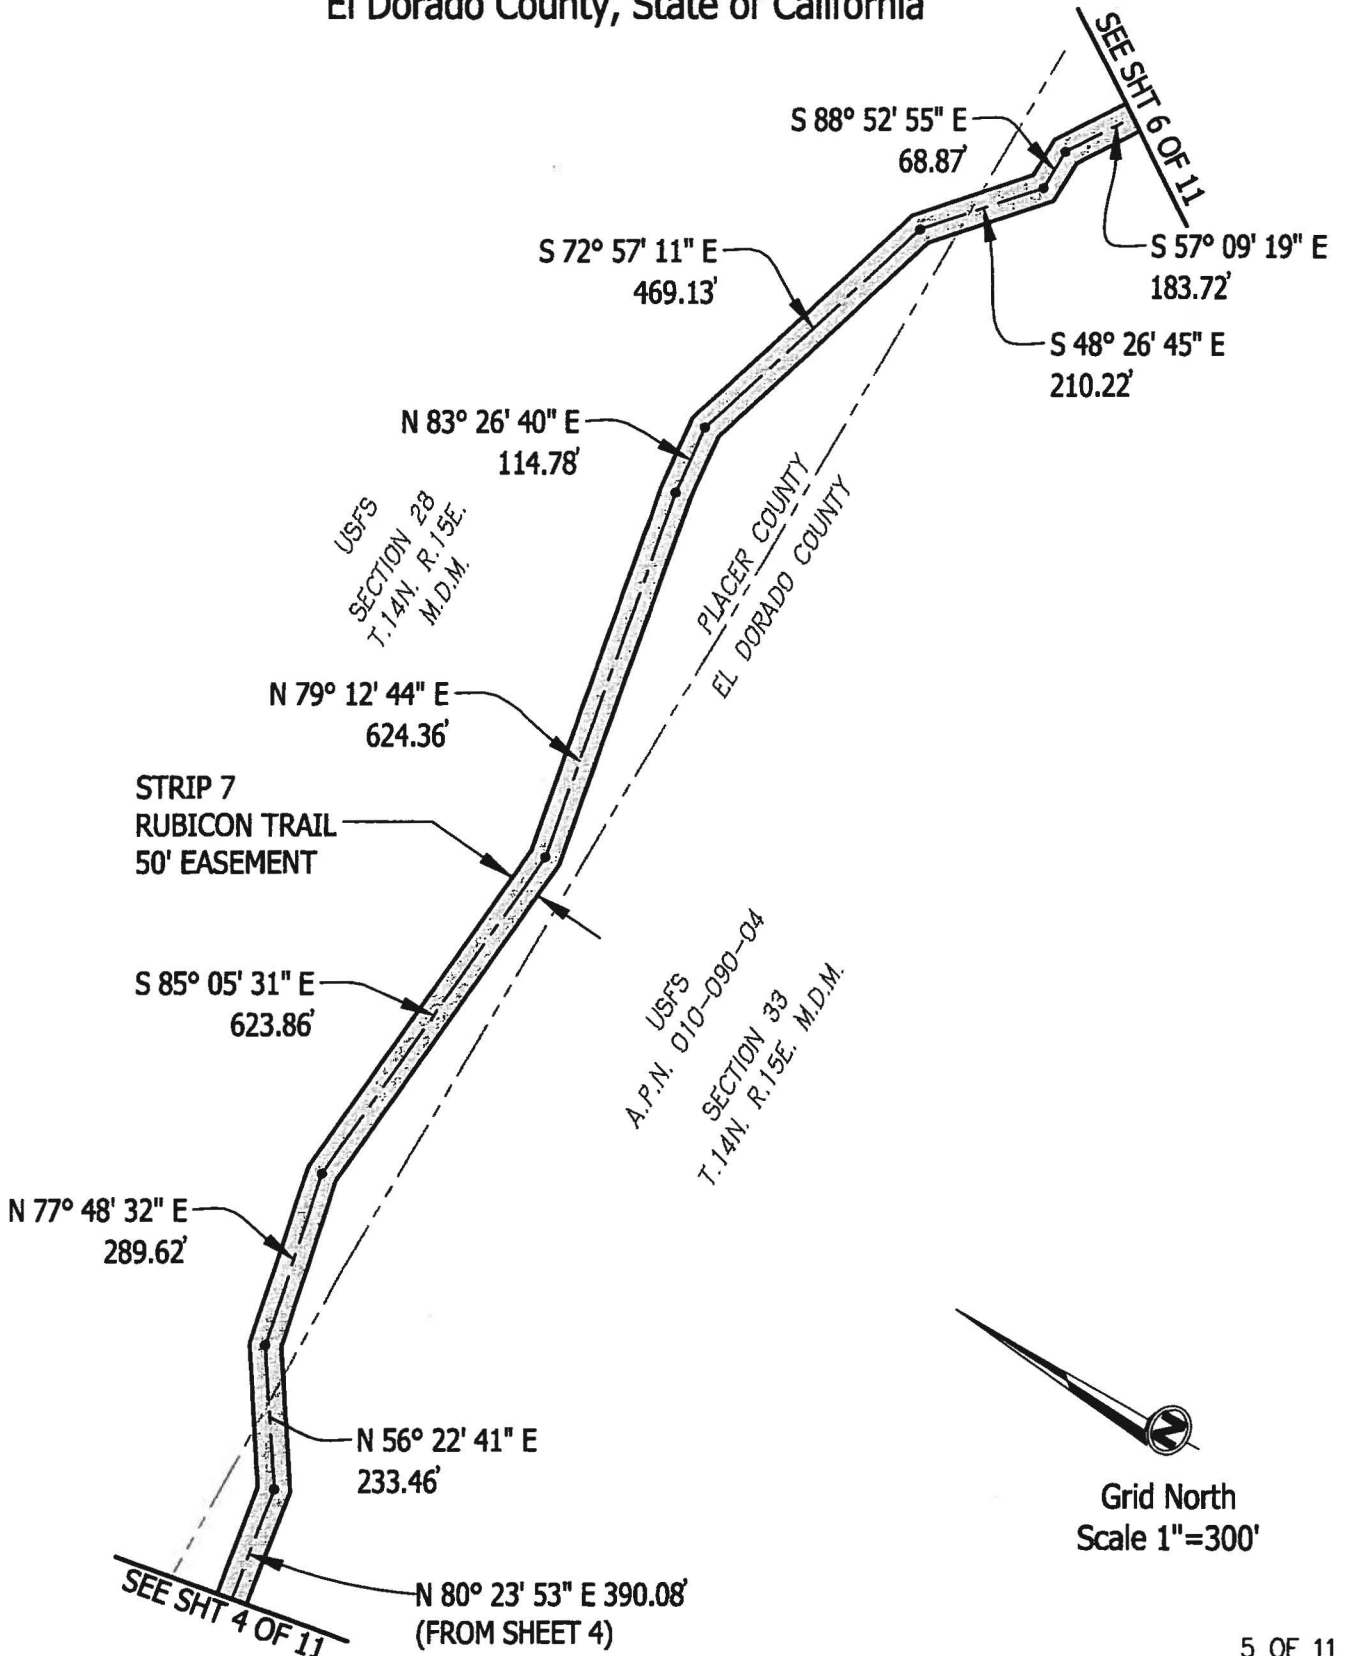 El Dorado County, State of California
SEE SHT 6 OF 11
S 88° 52' 55" E
68.87'
S 57° 09' 19" E
183.72'
S 72° 57' 11" E
469.13'
S 48° 26' 45" E
210.22'
N 83° 26' 40" E
114.78'
USFS
SECTION 28
T.14N. R.15E.
M.D.M.
PLACER COUNTY
EL DORADO COUNTY
N 79° 12' 44" E
624.36'
STRIP 7
RUBICON TRAIL
50' EASEMENT
S 85° 05' 31" E
623.86'
USFS
A.P.N. 010-090-04
SECTION 33
T.14N. R.15E. M.D.M.
N 77° 48' 32" E
289.62'
N 56° 22' 41" E
233.46'
N
Grid North
Scale 1"=300'
N 80° 23' 53" E 390.08'
(FROM SHEET 4)
SEE SHT 4 OF 11
5 OF 11